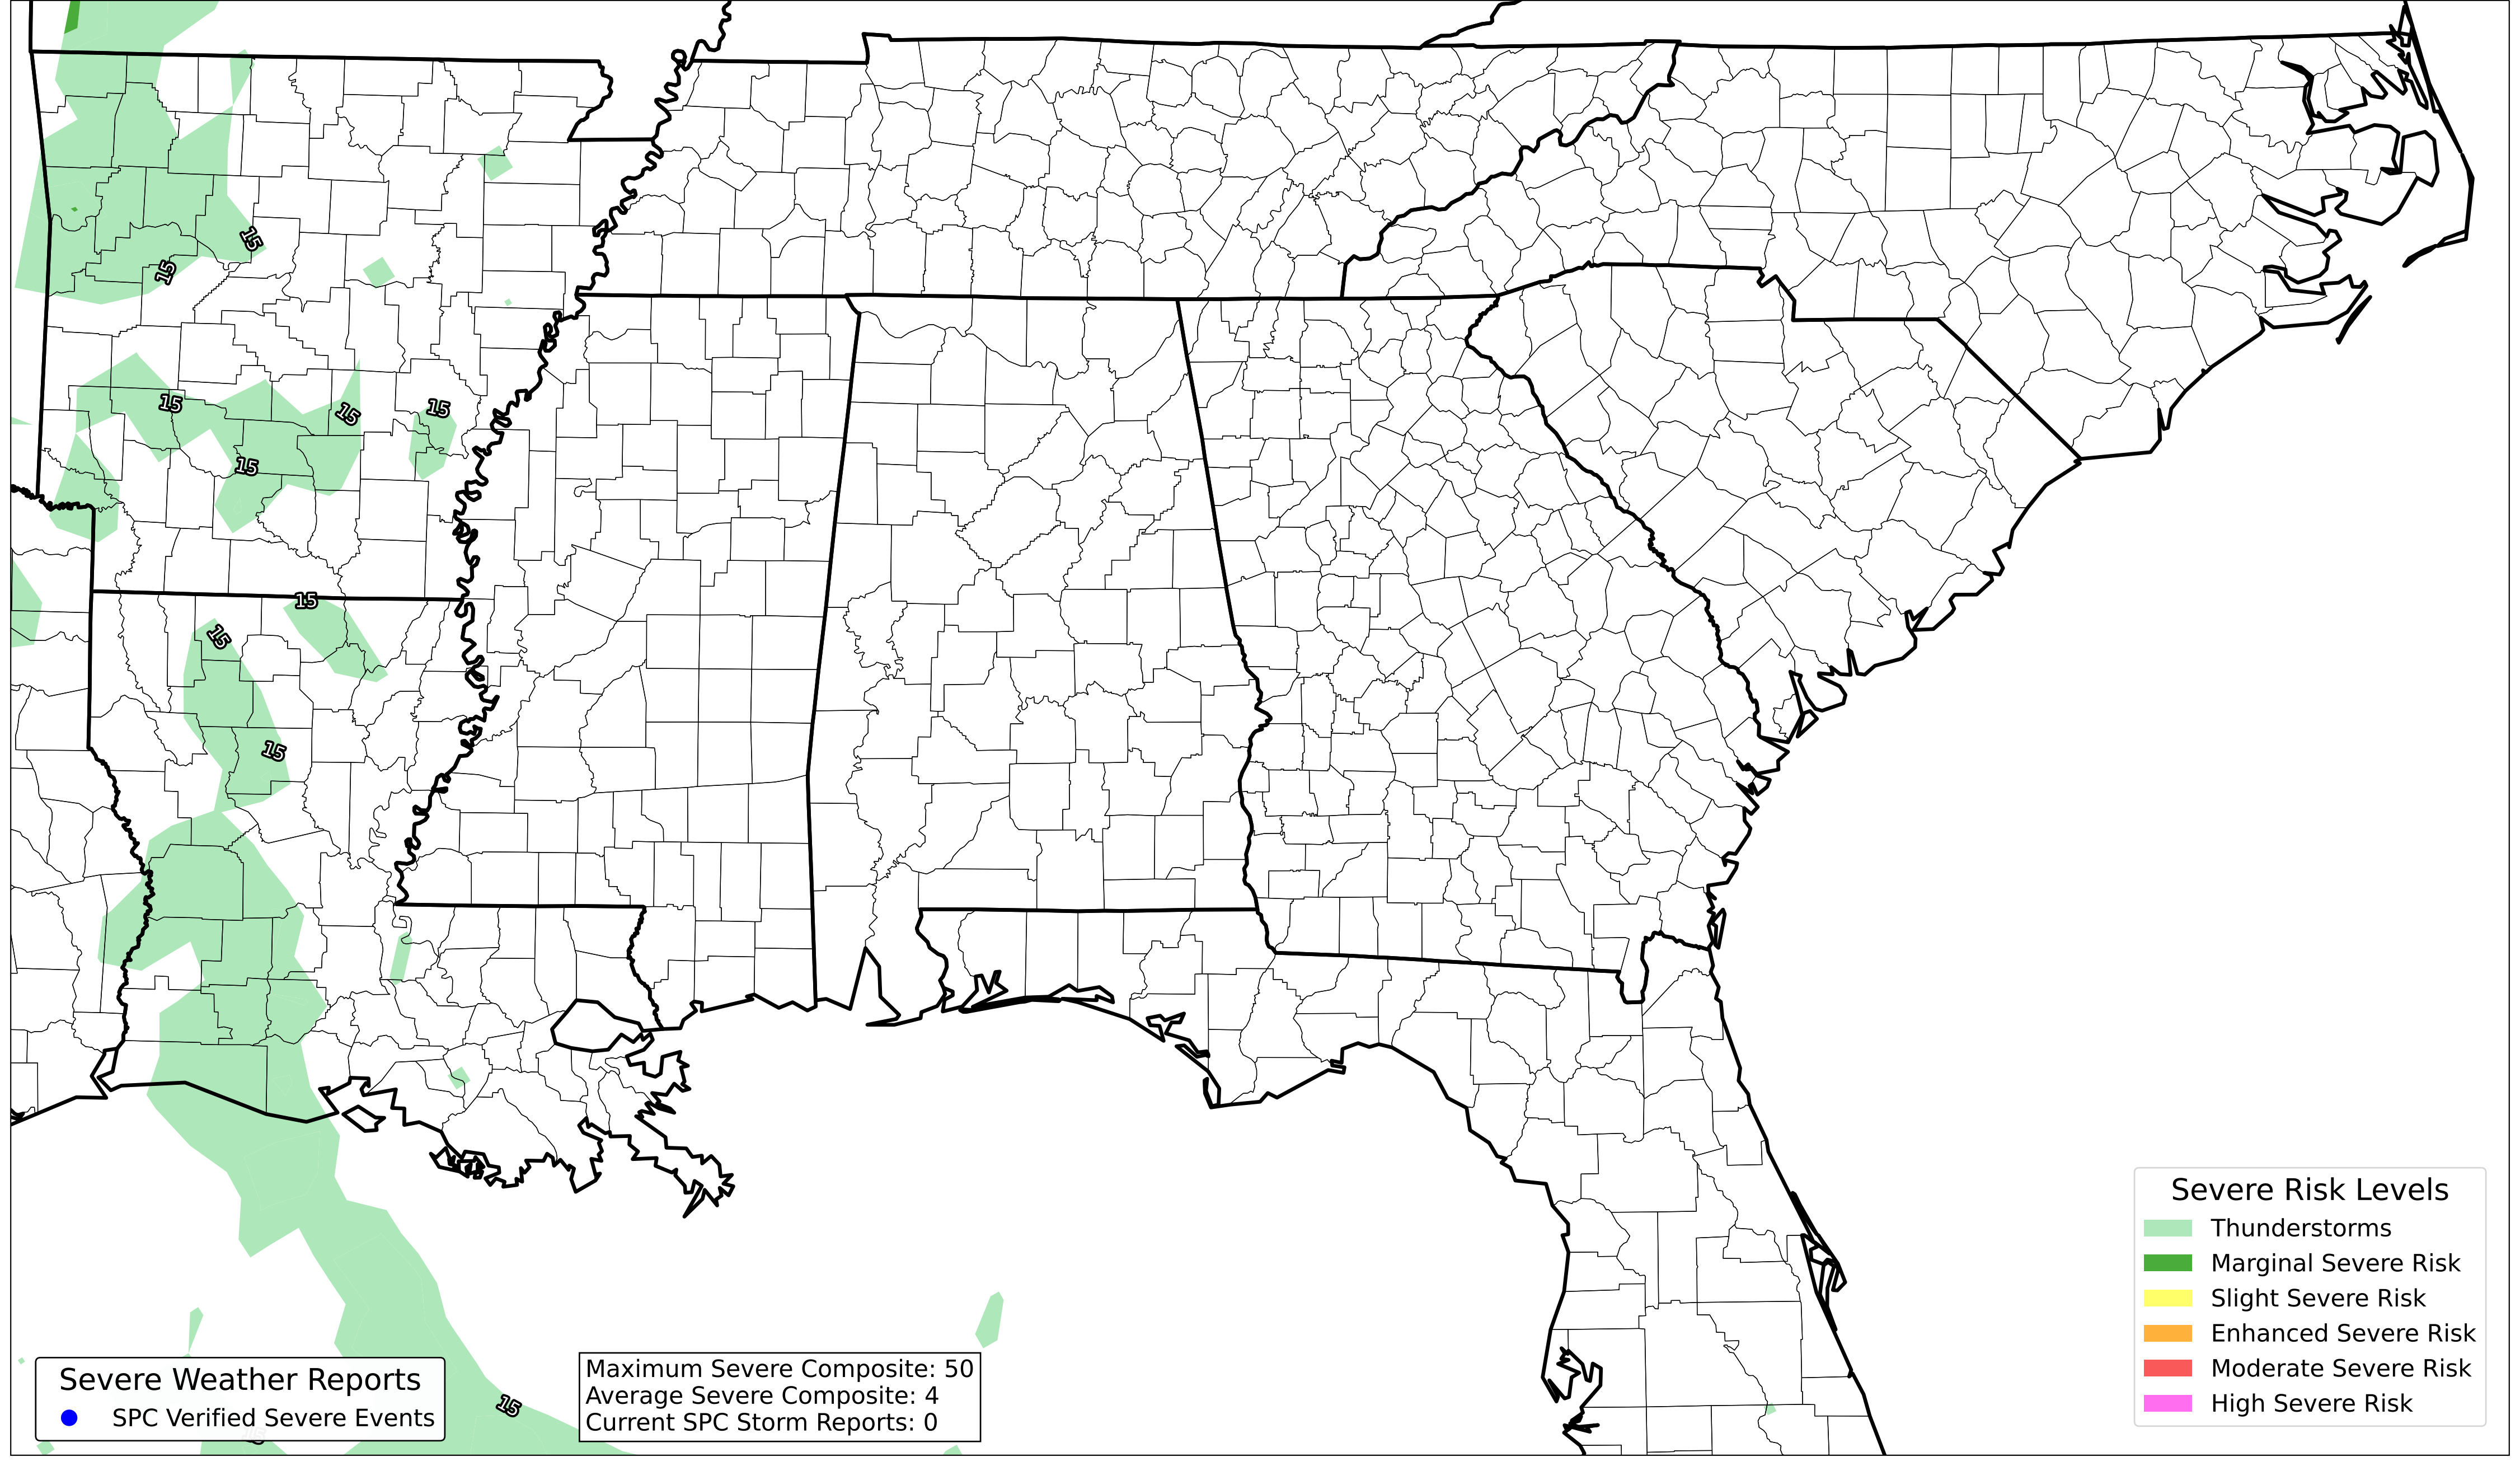 15
15
15
15
15
15
15
15
15
15
Severe Weather Reports
SPC Verified Severe Events
Maximum Severe Composite: 50
Average Severe Composite: 4
Current SPC Storm Reports: 0
Severe Risk Levels
Thunderstorms
Marginal Severe Risk
Slight Severe Risk
Enhanced Severe Risk
Moderate Severe Risk
High Severe Risk